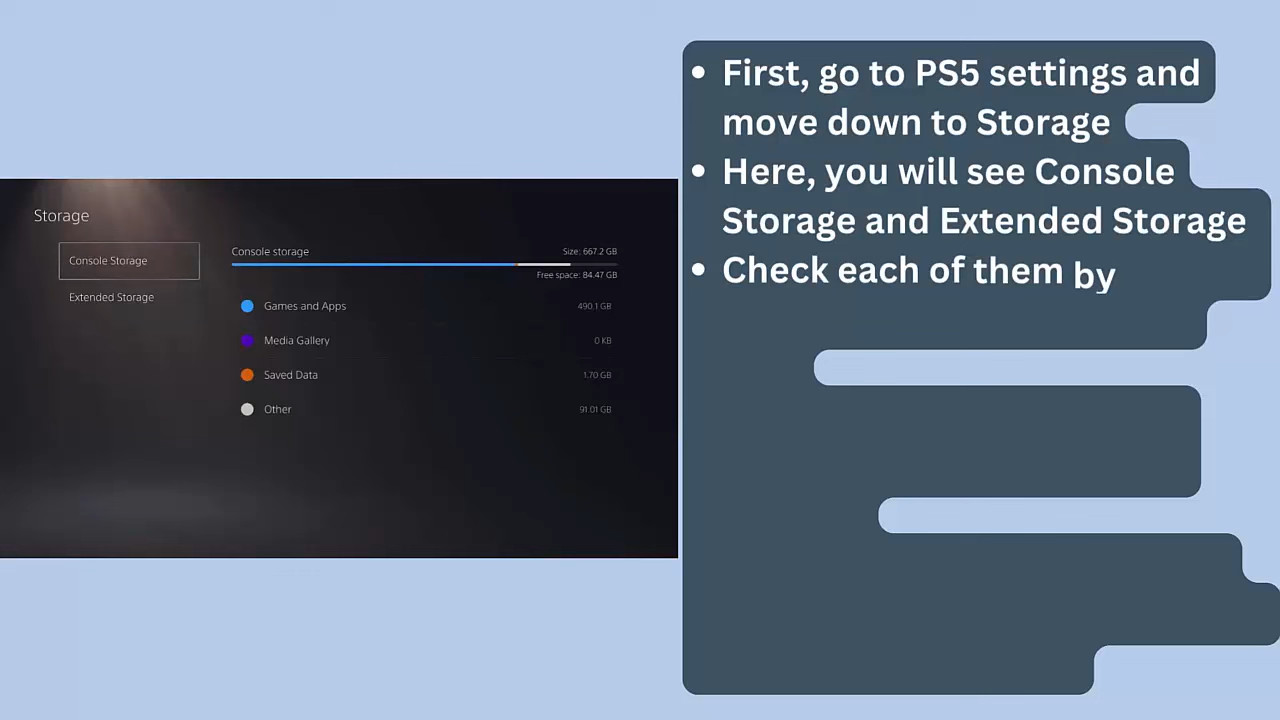 Storage
Console Storage
Extended Storage
Console storage
Size: 667.2 GB
Free space: 84.47 GB
Games and Apps
490.1 GB
Media Gallery
0 KB
Saved Data
1.70 GB
Other
91.01 GB
• First, go to PS5 settings and
move down to Storage
• Here, you will see Console
Storage and Extended Storage
• Check each of them by